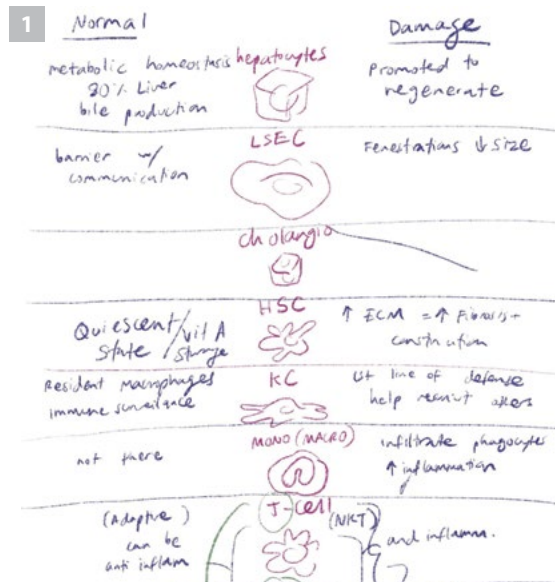 1
Normal
Damage
metabolic homeostasis
80% Liver
bile production
hepatocytes
Promoted to
regenerate
LSEC
barrier w/
communication
Fenestrations ↓ size
cholangio
HSC
Quiescent/vit A
State / Storage
↑ ECM = ↑ Fibrosis +
KC
Resident macrophages
immune surveilance
1st line of defense
help recruit others
MONO (MACRO)
not there
infiltrate phagocytes
↑ inflammation
T-cell
(NKT)
(Adaptive)
can be
anti inflam
and inflamm.